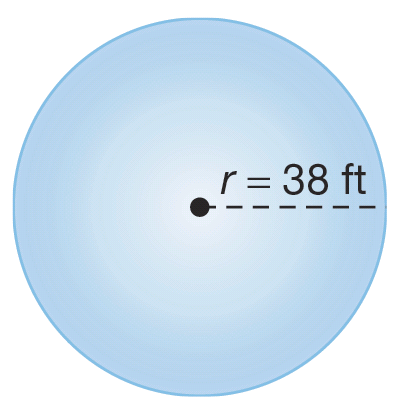 r = 38 ft